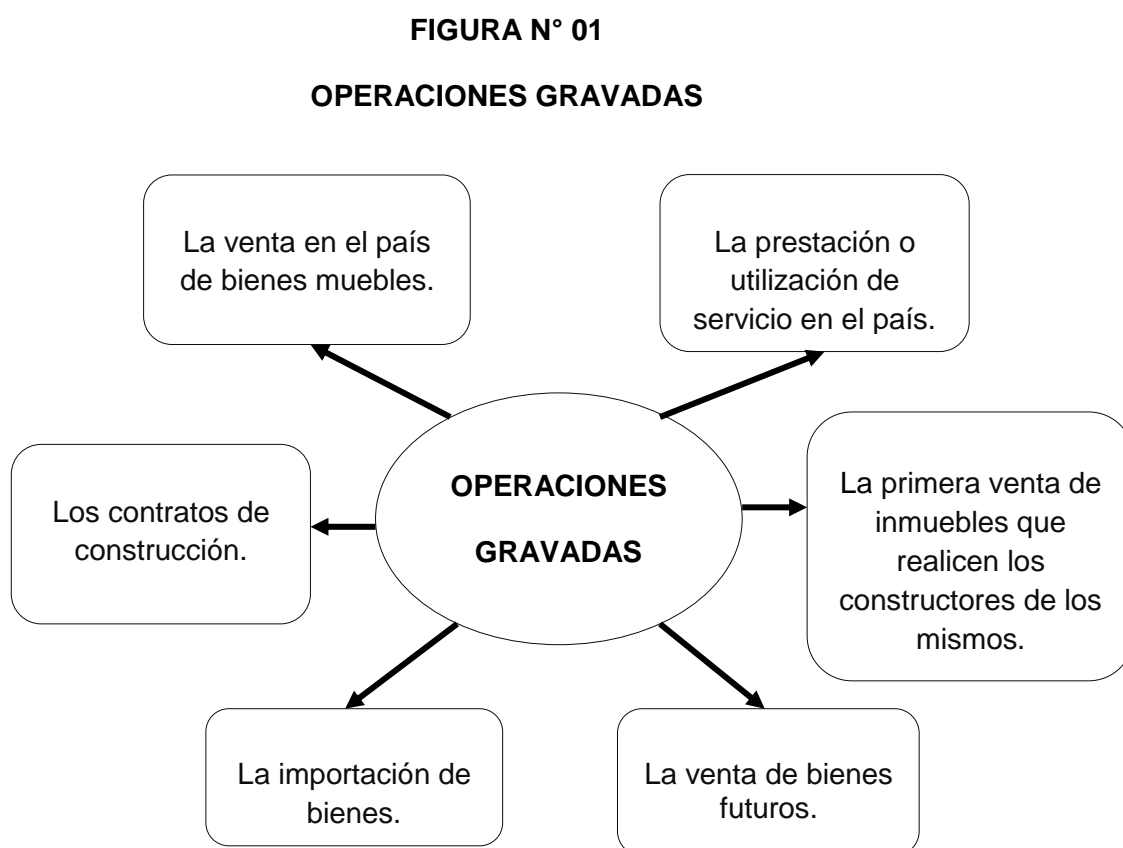 FIGURA N° 01
OPERACIONES GRAVADAS
La venta en el país
de bienes muebles.
La prestación o
utilización de
servicio en el país.
Los contratos de
construcción.
OPERACIONES
GRAVADAS
La primera venta de
inmuebles que
realicen los
constructores de los
mismos.
La importación de
bienes.
La venta de bienes
futuros.